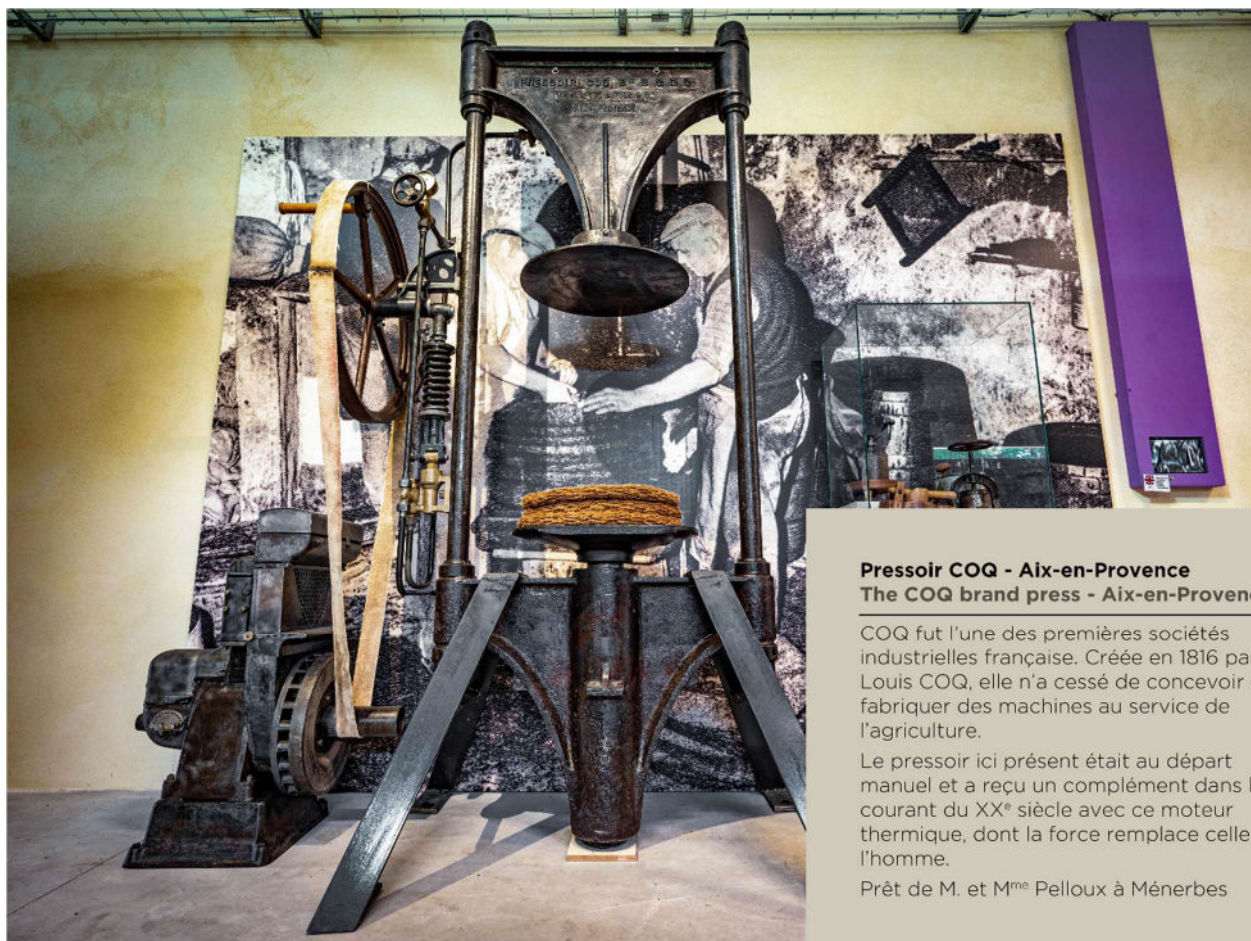 PRESSOIR COQ
Pressoir COQ - Aix-en-Provence
The COQ brand press - Aix-en-Proven
COQ fut l'une des premières sociétés
industrielles française. Créée en 1816 pa
Louis COQ, elle n'a cessé de concevoir
fabriquer des machines au service de
l'agriculture.
Le pressoir ici présent était au départ
manuel et a reçu un complément dans
courant du XXᵉ siècle avec ce moteur
thermique, dont la force remplace celle
l'homme.
Prêt de M. et Mᵐᵉ Pelloux à Ménerbes